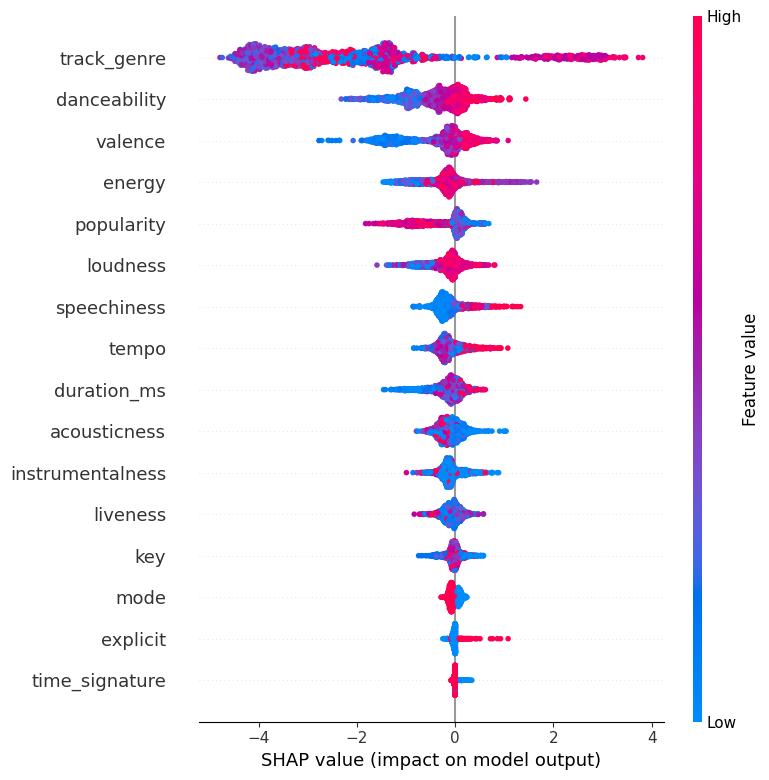 High
track_genre
danceability
valence
energy
popularity
loudness
speechiness
tempo
duration_ms
acousticness
instrumentalness
liveness
key
mode
explicit
time_signature
Feature value
Low
−4 −2 0 2 4
SHAP value (impact on model output)